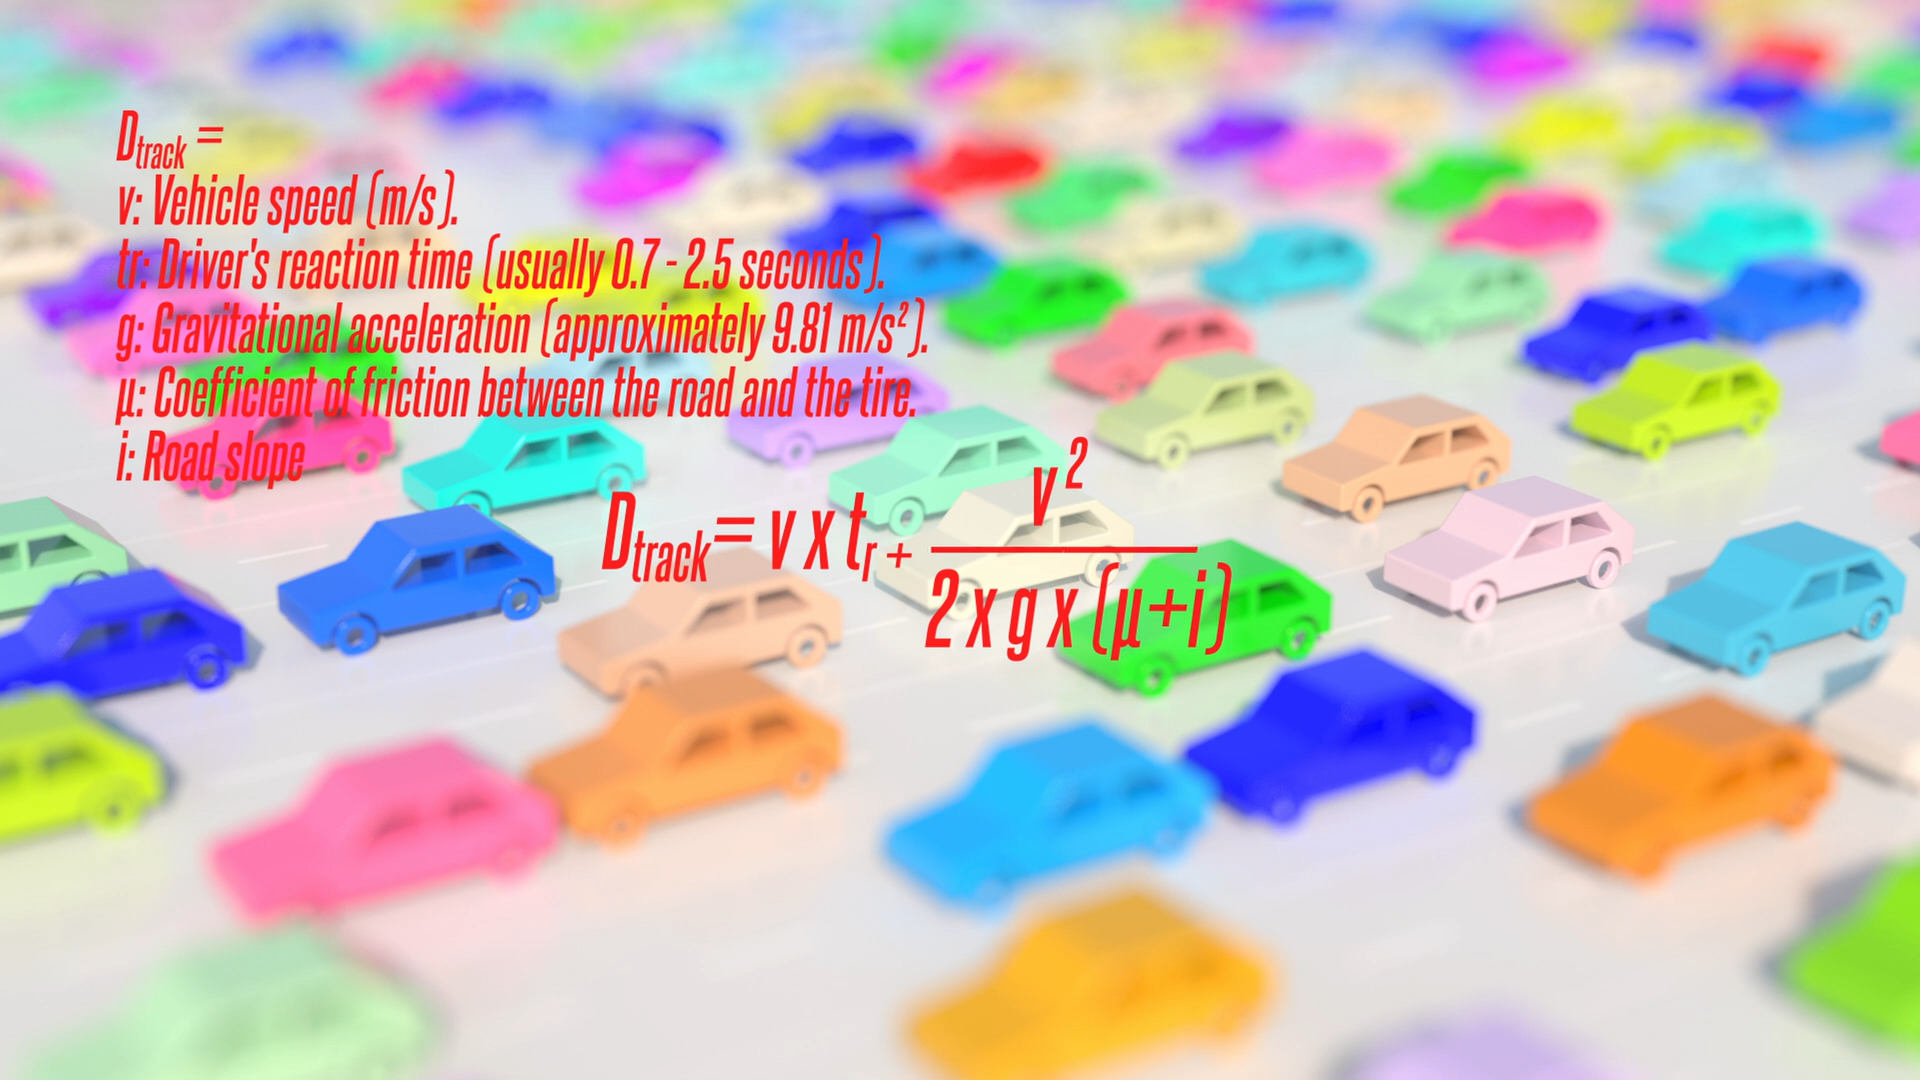 Dtrack =
v: Vehicle speed (m/s).
tr: Driver's reaction time (usually 0.7 - 2.5 seconds).
g: Gravitational acceleration (approximately 9.81 m/s²).
µ: Coefficient of friction between the road and the tire.
i: Road slope
Dtrack = v x tr + v² / 2 x g x (µ+i)